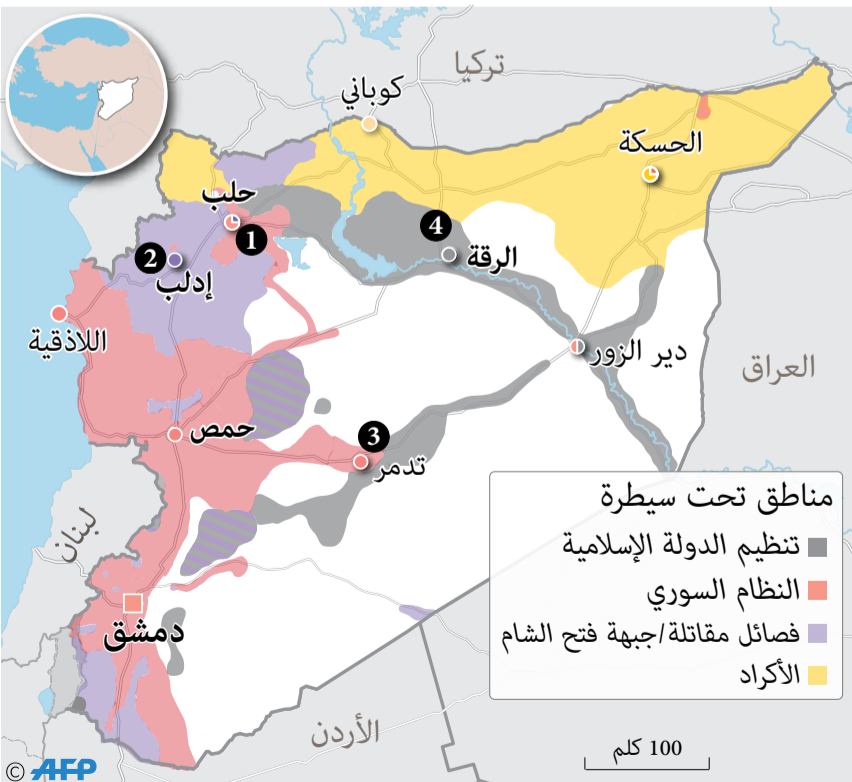 تركيا
كوباني
الحسكة
حلب
1
4
الرقة
2
إدلب
اللاذقية
دير الزور
العراق
حمص
3
تدمر
لبنان
دمشق
الأردن
مناطق تحت سيطرة
تنظيم الدولة الإسلامية
النظام السوري
فصائل مقاتلة/جبهة فتح الشام
الأكراد
100 كلم
© AFP